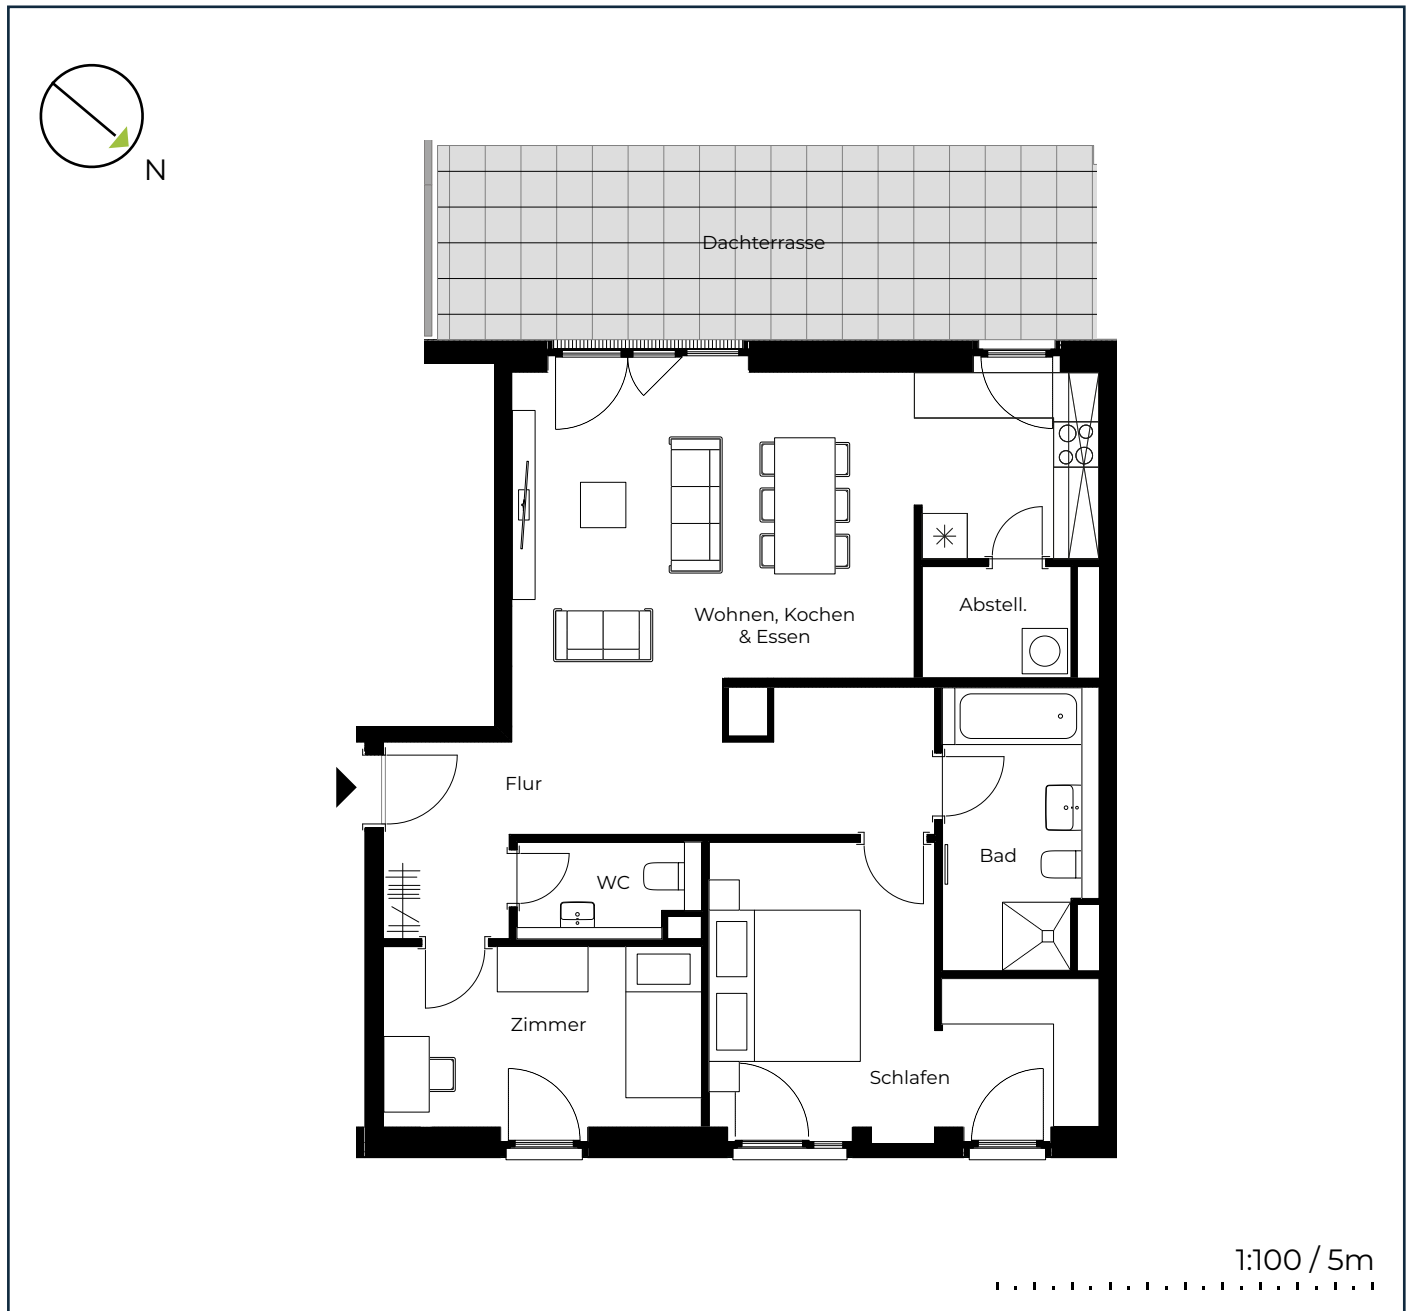 N
Dachterrasse
Wohnen, Kochen
& Essen
Abstell.
Flur
Bad
WC
Zimmer
Schlafen
1:100 / 5m